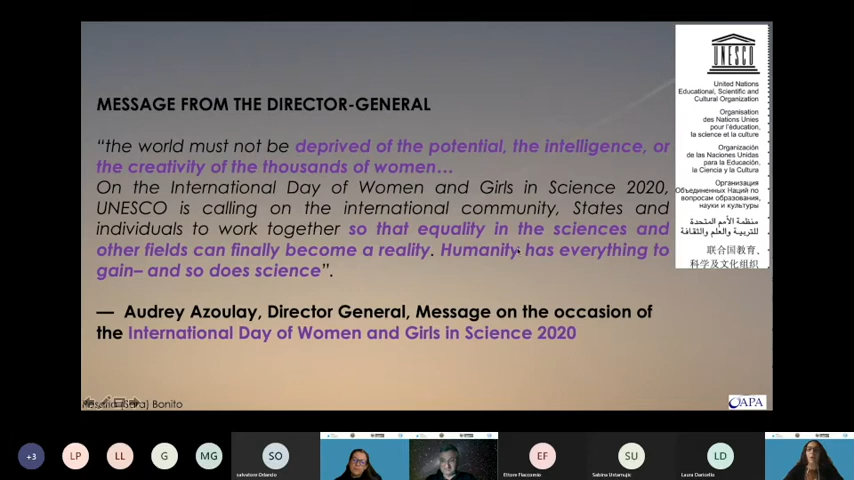 UNESCO
United Nations
Educational, Scientific and
Cultural Organization
Organisation
des Nations Unies
pour l'éducation,
la science et la culture
Organización
de las Naciones Unidas
para la Educación,
la Ciencia y la Cultura
Организация
Объединенных Наций по
вопросам образования,
науки и культуры
منظمة الأمم المتحدة
للتربية والعلم والثقافة
联合国教育、
科学及文化组织
MESSAGE FROM THE DIRECTOR-GENERAL
“the world must not be deprived of the potential, the intelligence, or
the creativity of the thousands of women…
On the International Day of Women and Girls in Science 2020,
UNESCO is calling on the international community, States and
individuals to work together so that equality in the sciences and
other fields can finally become a reality. Humanity has everything to
gain– and so does science”.
— Audrey Azoulay, Director General, Message on the occasion of
the International Day of Women and Girls in Science 2020
Rosaria (Sara) Bonito
OAPA
+3
LP
LL
G
MG
SO
salvatore Orlando
EF
Ettore Flaccomio
SU
Sabina Ustamujic
LD
Laura Daricello